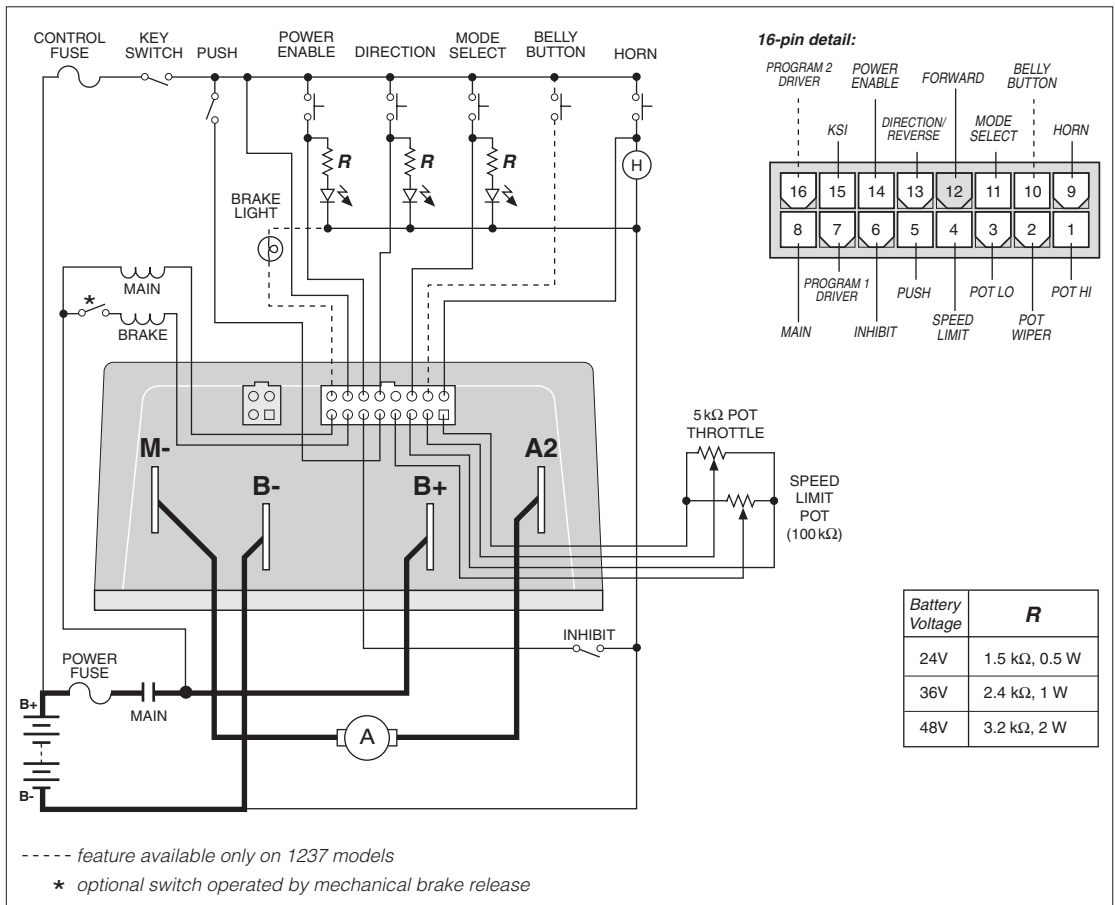 CONTROL
FUSE
KEY
SWITCH
PUSH
POWER
ENABLE
DIRECTION
MODE
SELECT
BELLY
BUTTON
HORN
R
R
R
H
BRAKE
LIGHT
MAIN
*
BRAKE
M-
B-
B+
A2
5 kΩ POT
THROTTLE
SPEED
LIMIT
POT
(100 kΩ)
INHIBIT
POWER
FUSE
MAIN
B+
B-
A
16-pin detail:
PROGRAM 2
DRIVER
KSI
POWER
ENABLE
DIRECTION/
REVERSE
FORWARD
MODE
SELECT
BELLY
BUTTON
HORN
16 15 14 13 12 11 10 9
8 7 6 5 4 3 2 1
MAIN
PROGRAM 1
DRIVER
INHIBIT
PUSH
SPEED
LIMIT
POT LO
POT
WIPER
POT HI
Battery
Voltage
R
24V 1.5 kΩ, 0.5 W
36V 2.4 kΩ, 1 W
48V 3.2 kΩ, 2 W
----- feature available only on 1237 models
* optional switch operated by mechanical brake release